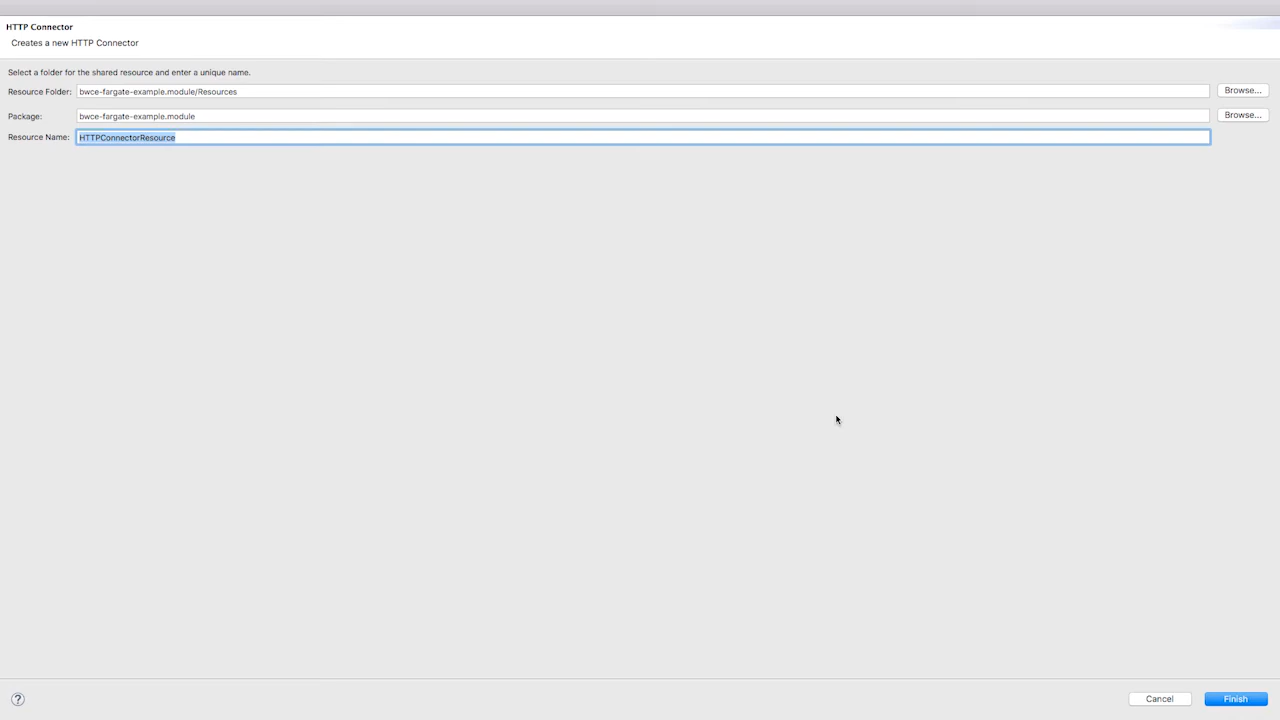 HTTP Connector
Creates a new HTTP Connector
Select a folder for the shared resource and enter a unique name.
Resource Folder: bwce-fargate-example.module/Resources Browse...
Package: bwce-fargate-example.module Browse...
Resource Name: HTTPConnectorResource
? Cancel Finish